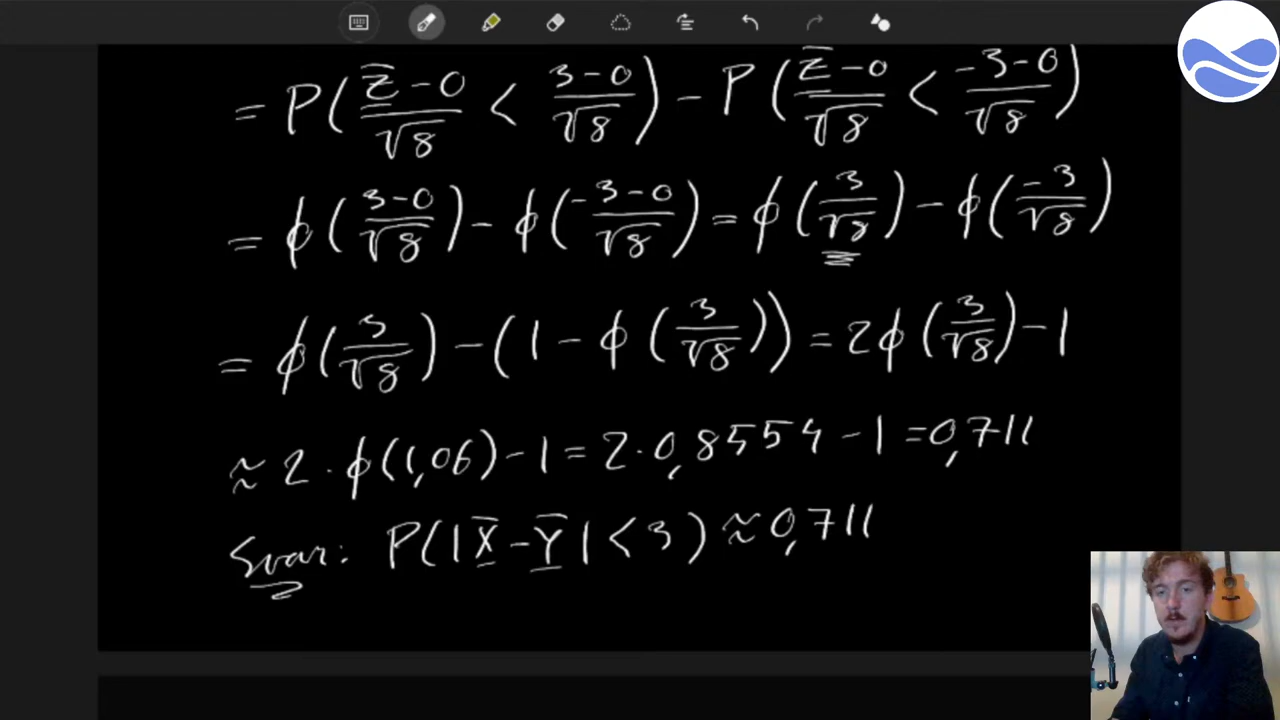 = P( (Z̄ − 0)/√8 < (3 − 0)/√8 ) − P( (Z̄ − 0)/√8 < (−3 − 0)/√8 )
= ϕ( (3 − 0)/√8 ) − ϕ( (−3 − 0)/√8 ) = ϕ( 3/√8 ) − ϕ( −3/√8 )
= ϕ( 3/√8 ) − ( 1 − ϕ( 3/√8 ) ) = 2ϕ( 3/√8 ) − 1
≈ 2 · ϕ(1,06) − 1 = 2 · 0,8554 − 1 = 0,711
Svar: P(|X̄ − Ȳ| < 3) ≈ 0,711